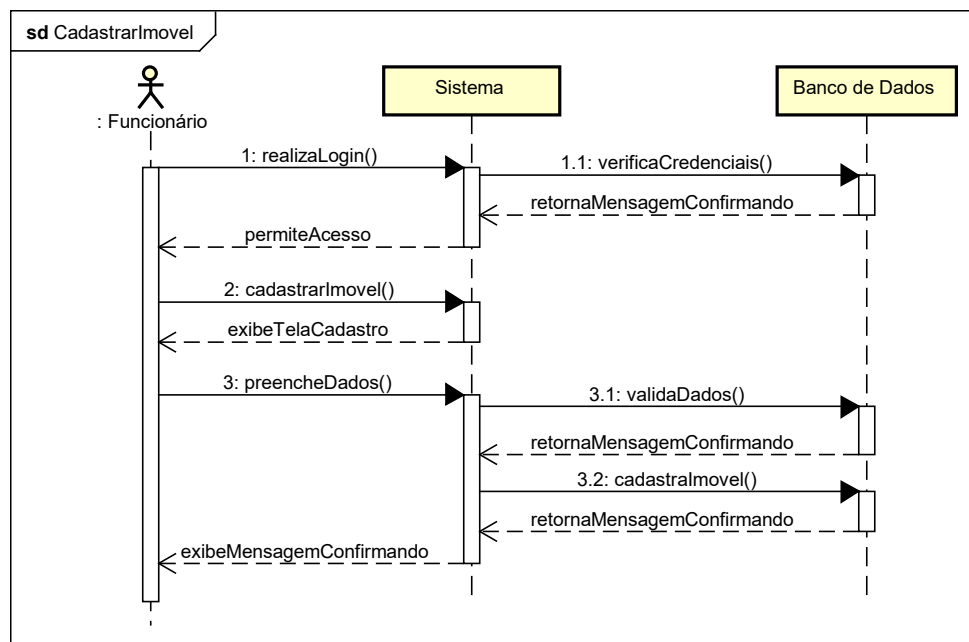 sd CadastrarImovel
: Funcionário
Sistema
Banco de Dados
1: realizaLogin()
1.1: verificaCredenciais()
retornaMensagemConfirmando
permiteAcesso
2: cadastrarImovel()
exibeTelaCadastro
3: preencheDados()
3.1: validaDados()
retornaMensagemConfirmando
3.2: cadastraImovel()
retornaMensagemConfirmando
exibeMensagemConfirmando